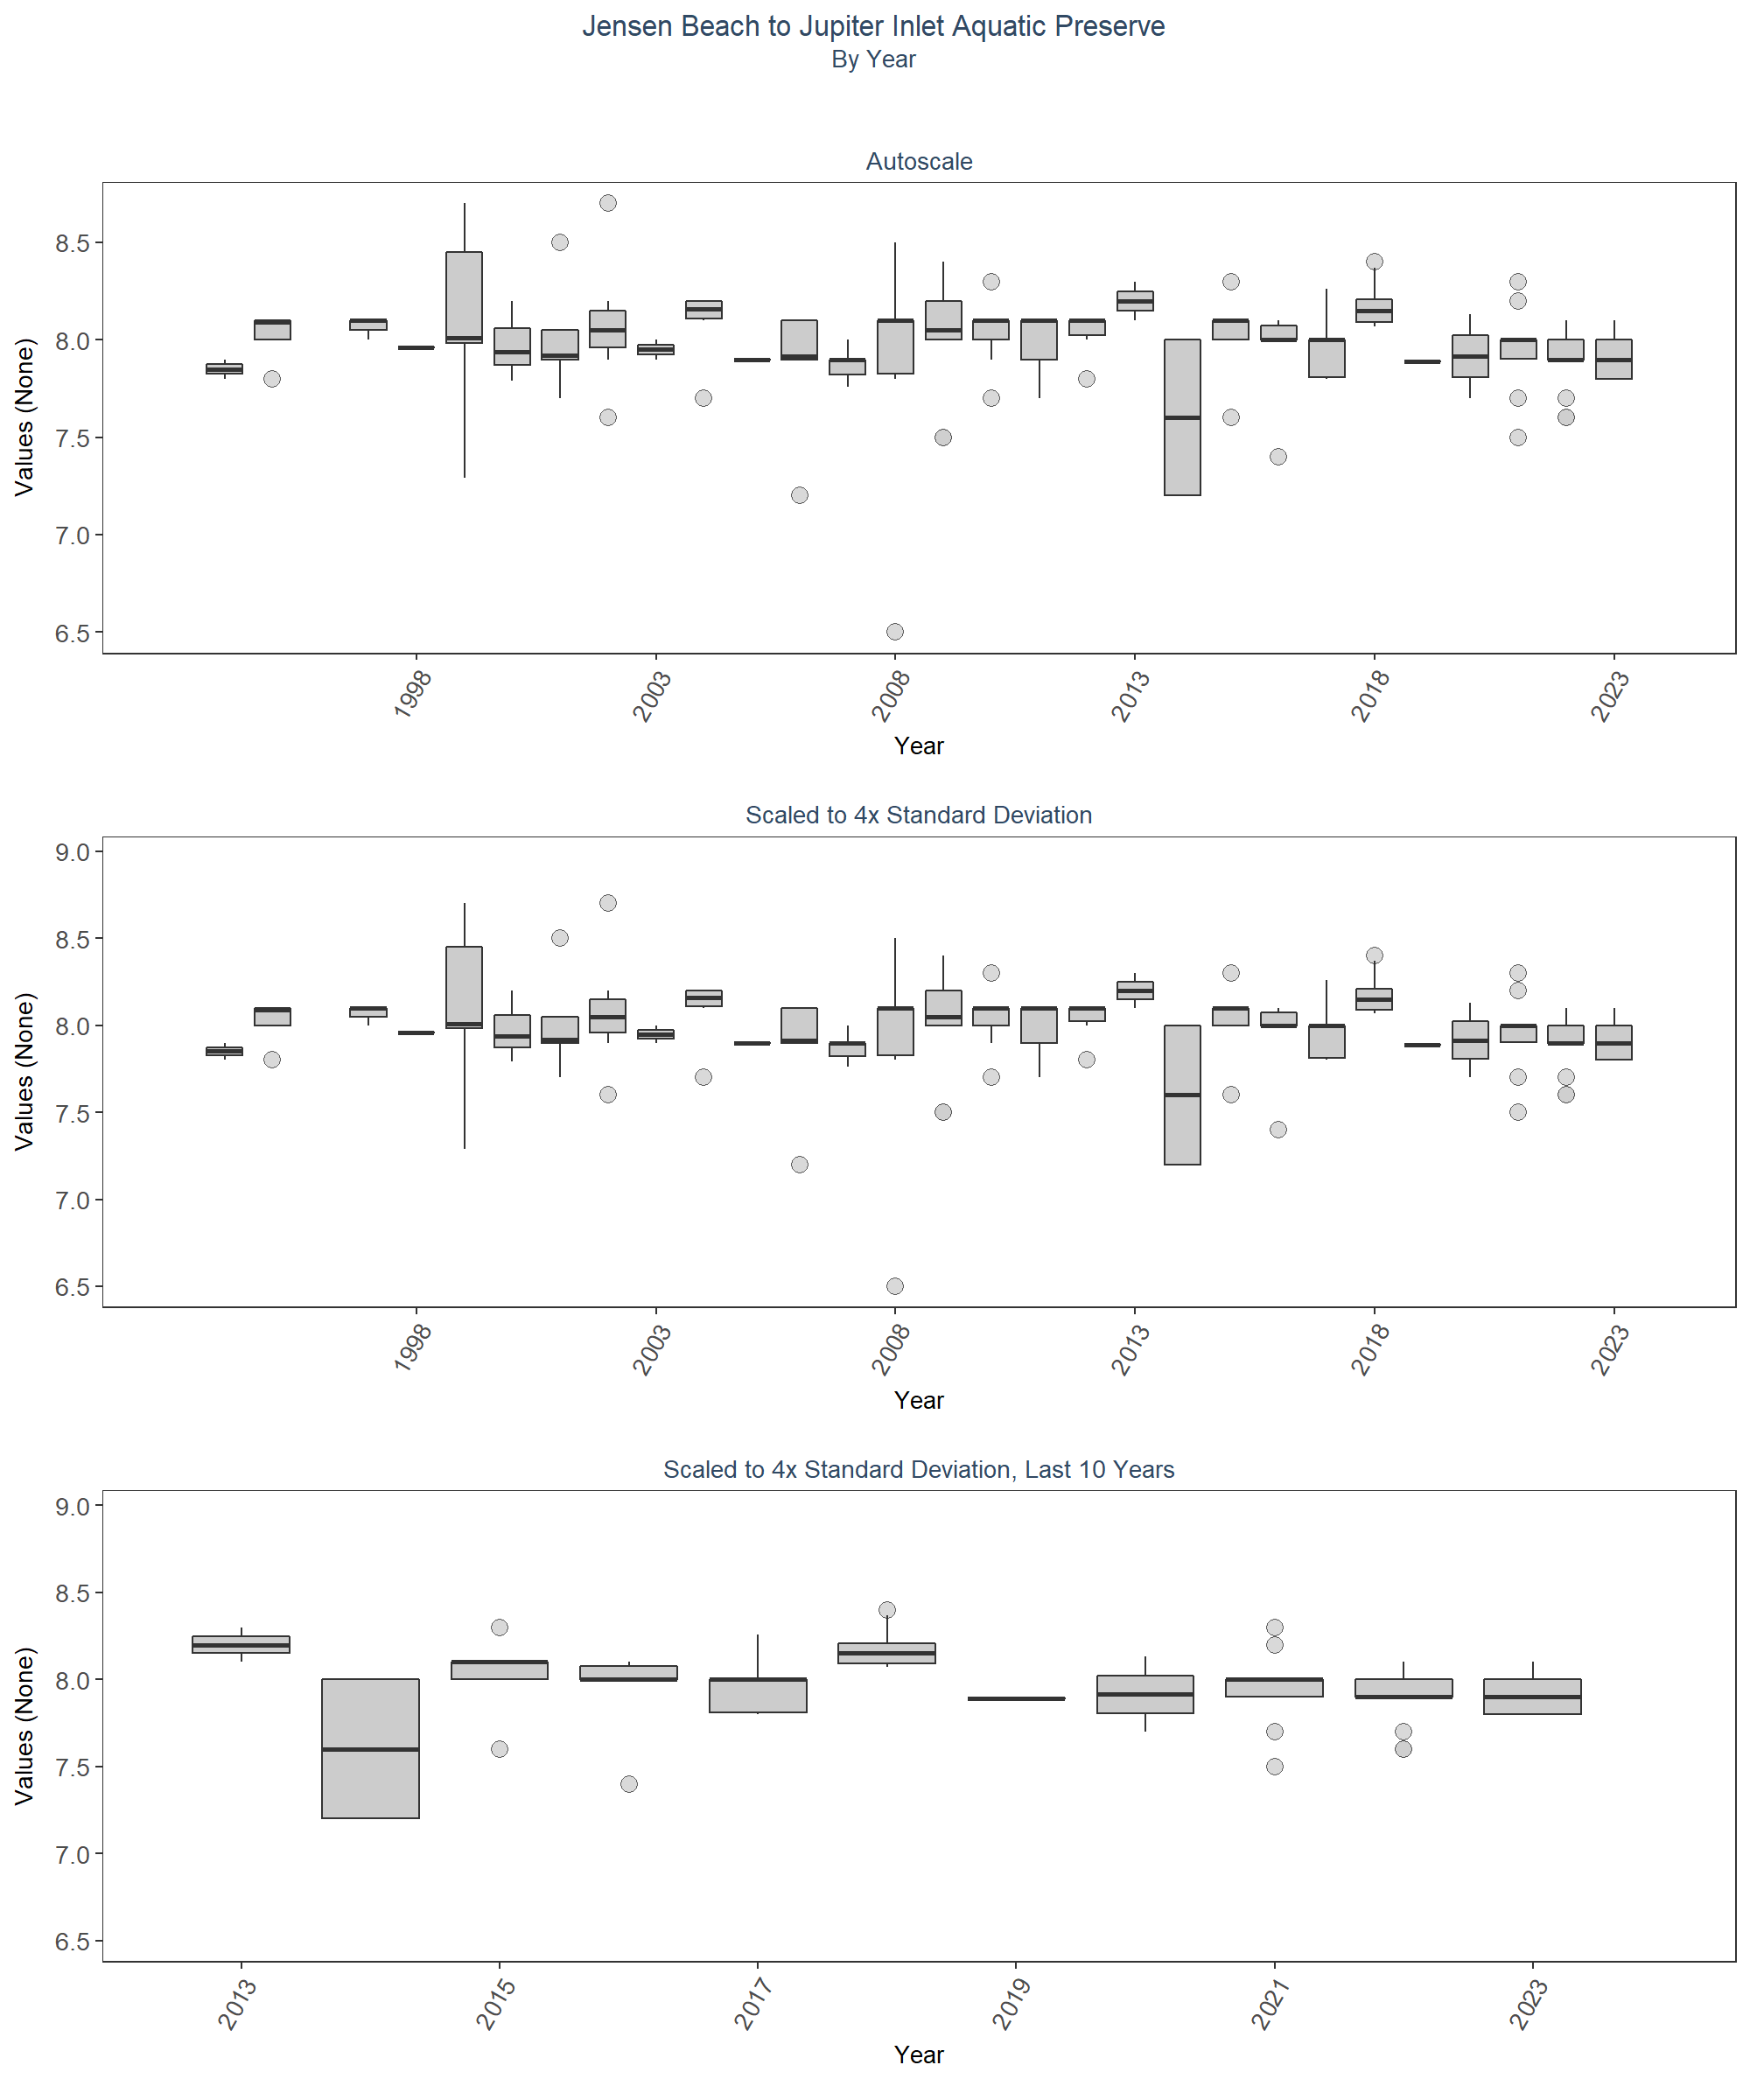 Jensen Beach to Jupiter Inlet Aquatic Preserve
By Year
Autoscale
Values (None)
8.5
8.0
7.5
7.0
6.5
1998 2003 2008 2013 2018 2023
Year
Scaled to 4x Standard Deviation
Values (None)
9.0
8.5
8.0
7.5
7.0
6.5
1998 2003 2008 2013 2018 2023
Year
Scaled to 4x Standard Deviation, Last 10 Years
Values (None)
9.0
8.5
8.0
7.5
7.0
6.5
2013 2015 2017 2019 2021 2023
Year